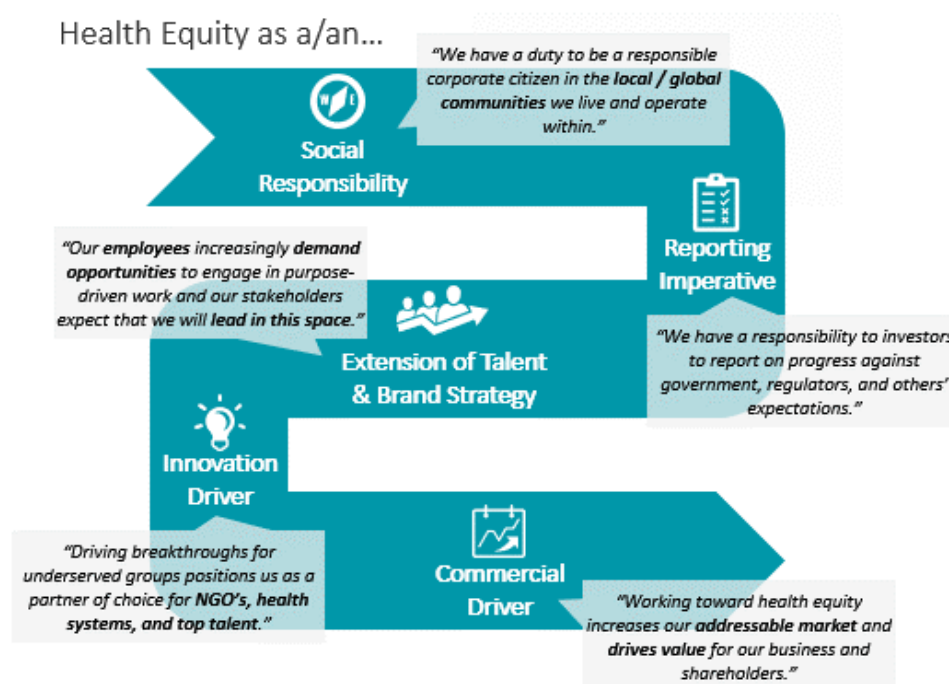 Health Equity as a/an...
"We have a duty to be a responsible
corporate citizen in the local / global
communities we live and operate
within."
W E
Social
Responsibility
Reporting
Imperative
"We have a responsibility to investors
to report on progress against
government, regulators, and others'
expectations."
"Our employees increasingly demand
opportunities to engage in purpose-
driven work and our stakeholders
expect that we will lead in this space."
Extension of Talent
& Brand Strategy
Innovation
Driver
"Driving breakthroughs for
underserved groups positions us as a
partner of choice for NGO's, health
systems, and top talent."
Commercial
Driver
"Working toward health equity
increases our addressable market and
drives value for our business and
shareholders."